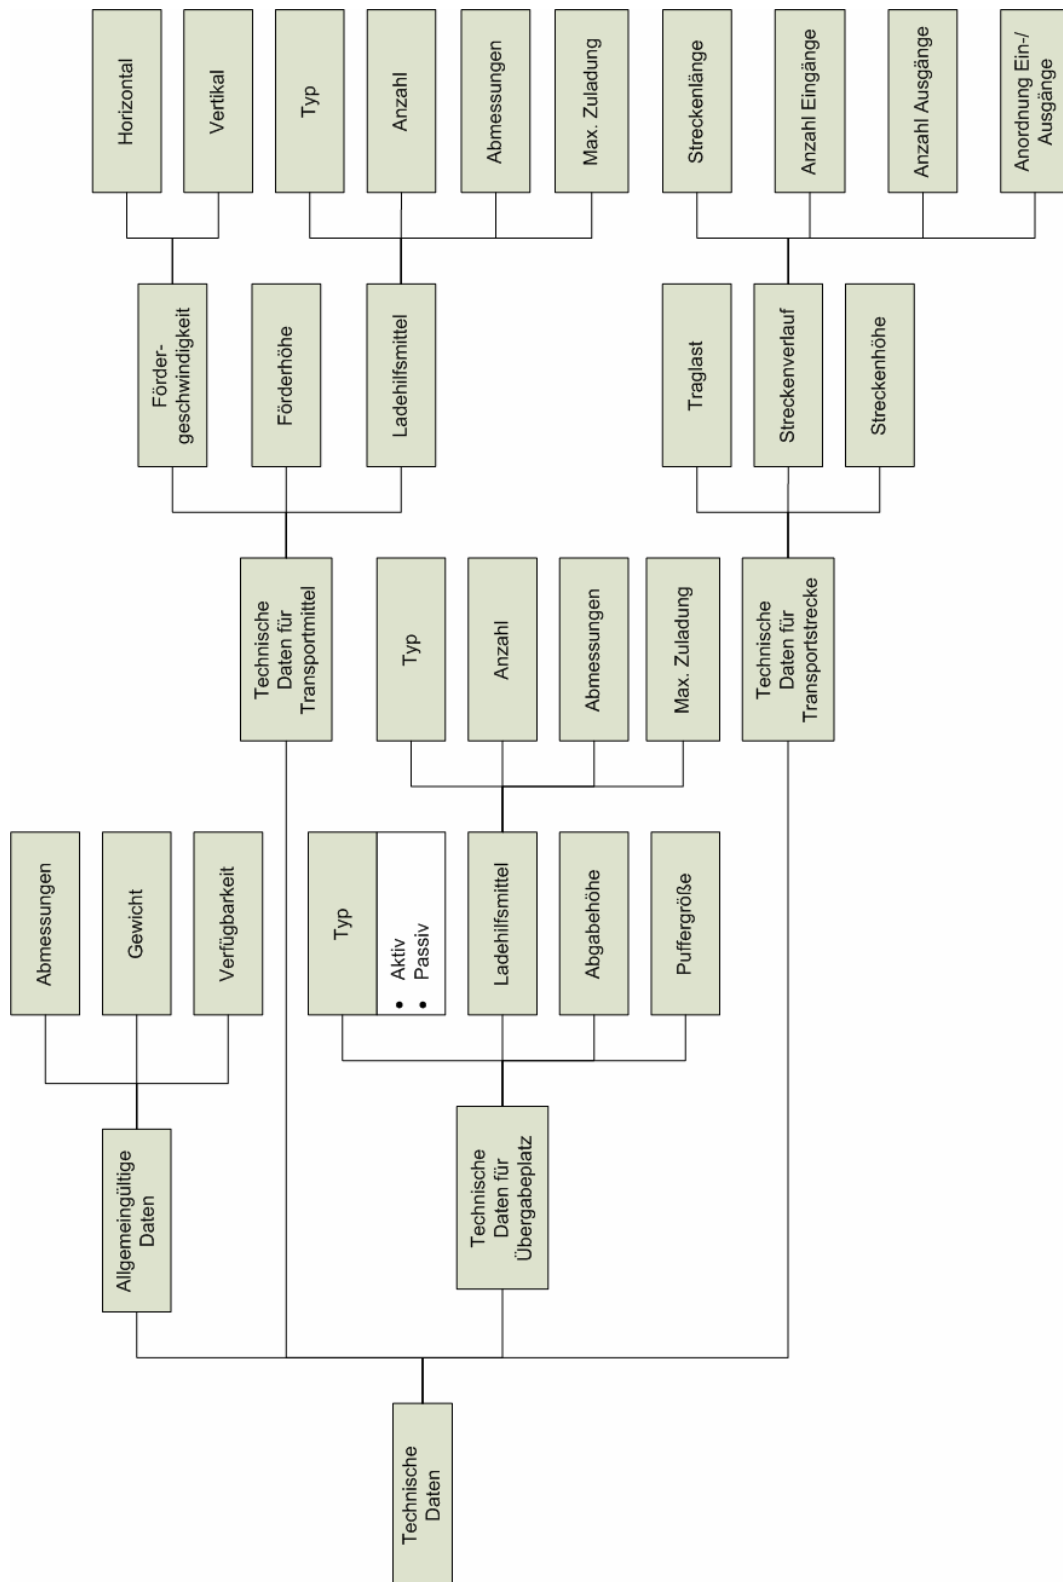 Technische
Daten
Allgemeingültige
Daten
Abmessungen
Gewicht
Verfügbarkeit
Technische
Daten für
Transportmittel
Förder-
geschwindigkeit
Horizontal
Vertikal
Förderhöhe
Ladehilfsmittel
Typ
Anzahl
Abmessungen
Max. Zuladung
Technische
Daten für
Übergabeplatz
Typ
• Aktiv
• Passiv
Ladehilfsmittel
Typ
Anzahl
Abmessungen
Max. Zuladung
Abgabehöhe
Puffergröße
Technische
Daten für
Transportstrecke
Traglast
Streckenverlauf
Streckenlänge
Anzahl Eingänge
Anzahl Ausgänge
Anordnung Ein-/
Ausgänge
Streckenhöhe